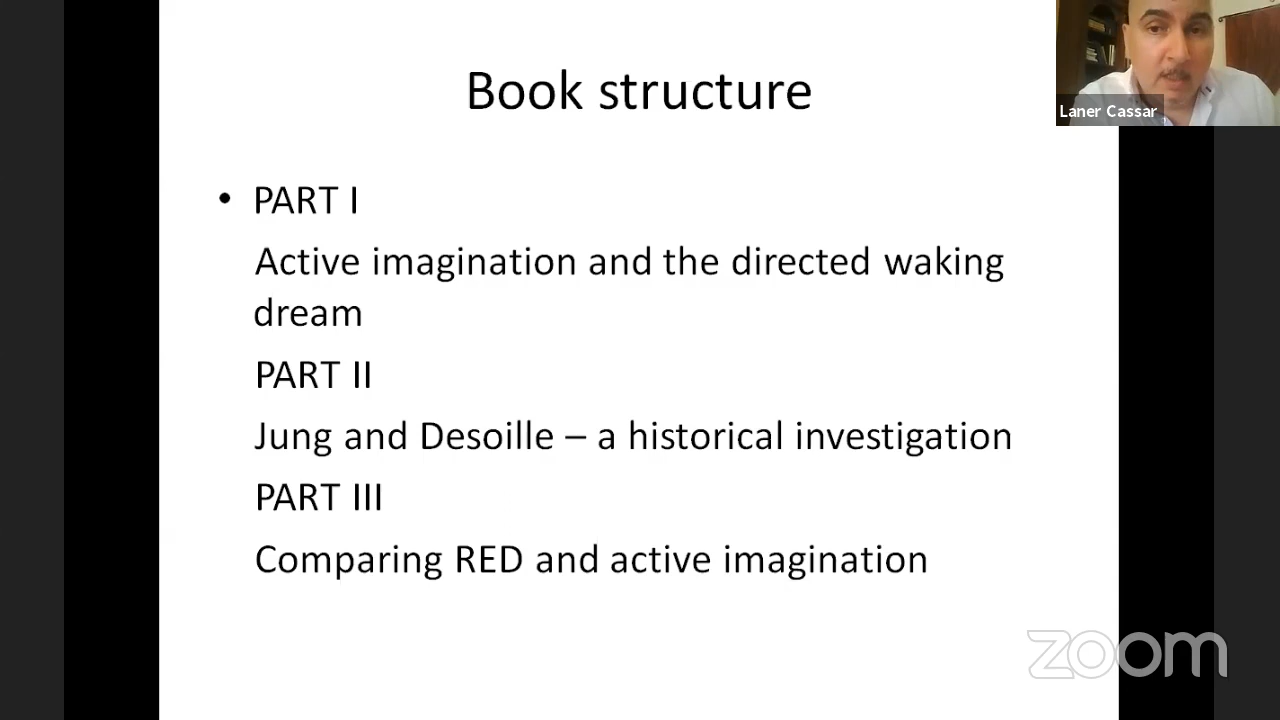 Book structure
Laner Cassar
• PART I
Active imagination and the directed waking
dream
PART II
Jung and Desoille – a historical investigation
PART III
Comparing RED and active imagination
zoom